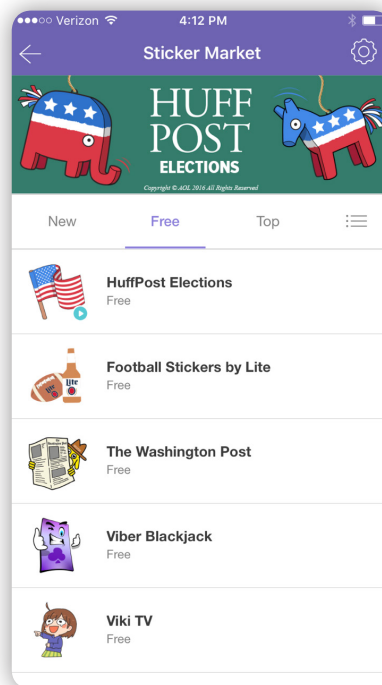 Verizon 4:12 PM
Sticker Market
HUFF
POST
ELECTIONS
Copyright © AOL 2016 All Rights Reserved
New Free Top
HuffPost Elections
Free
Football Stickers by Lite
Free
Lite
The Washington Post
Free
Viber Blackjack
Free
Viki TV
Free